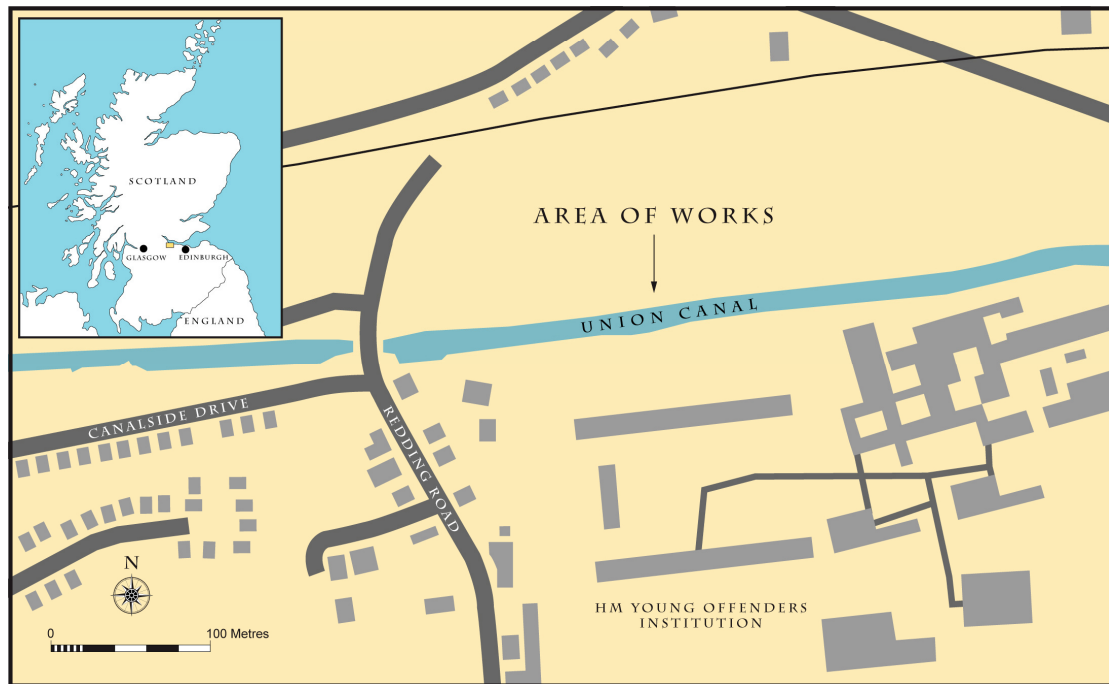 SCOTLAND
GLASGOW
EDINBURGH
ENGLAND
AREA OF WORKS
UNION CANAL
CANALSIDE DRIVE
REDDING ROAD
N
0
100 Metres
HM YOUNG OFFENDERS
INSTITUTION